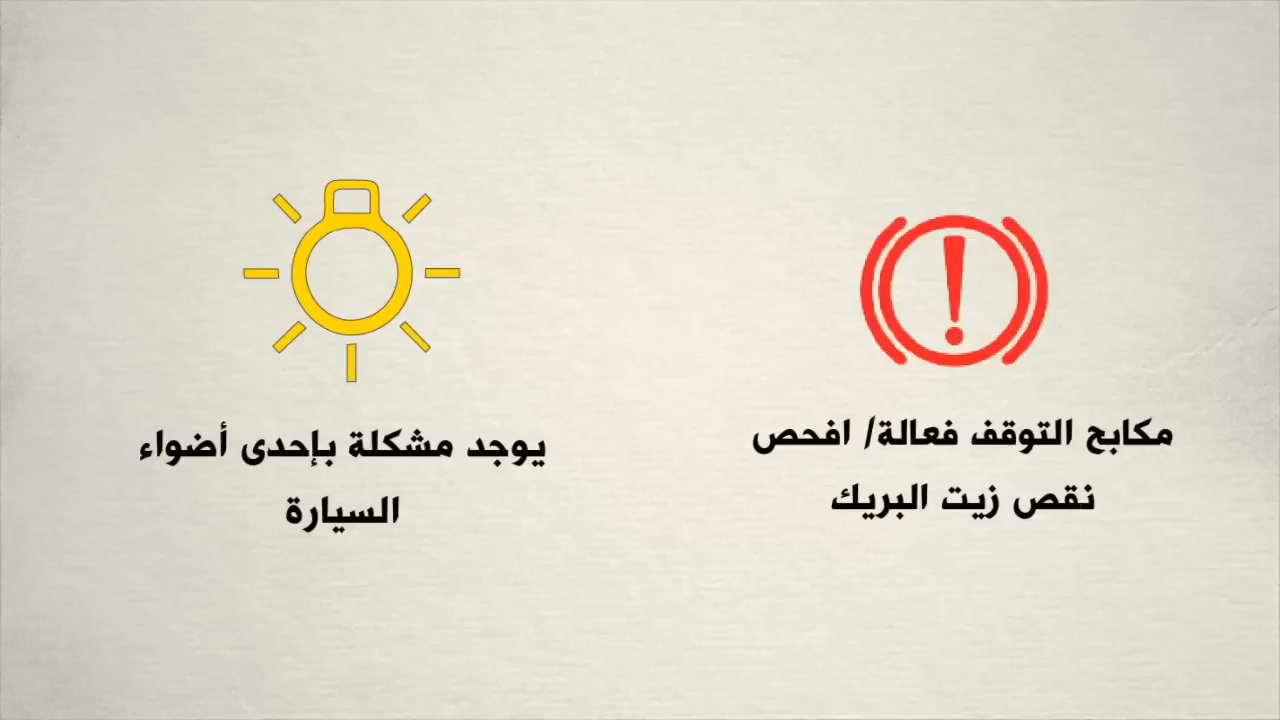 مكابح التوقف فعالة/ افحص
نقص زيت البريك
يوجد مشكلة بإحدى أضواء
السيارة